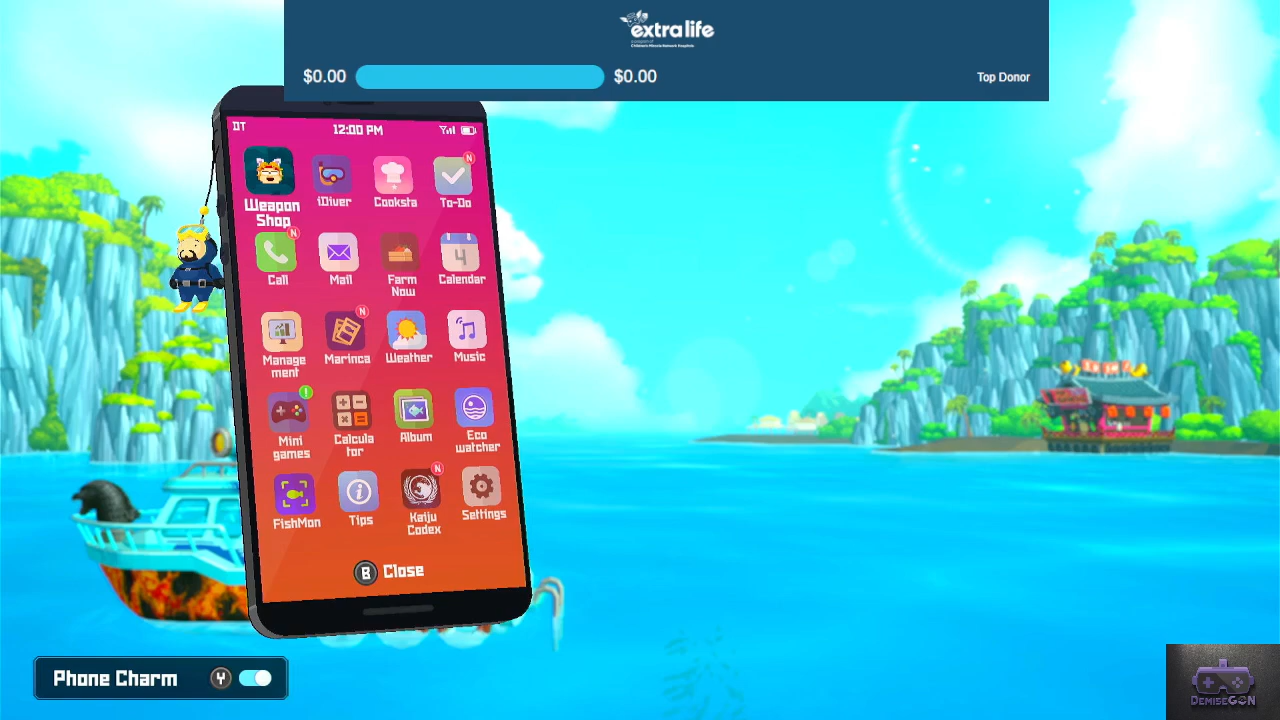 extra life
$0.00
$0.00
Top Donor
DT
12:00 PM
N
Weapon
Shop
iDiver
Cooksta
To-Do
N
Call
Mail
Farm
Now
Calendar
4
N
Manage
ment
Marinca
Weather
Music
!
Mini
games
Calcula
tor
Album
Eco
watcher
N
FishMon
Tips
Kaiju
Codex
Settings
B Close
Phone Charm Y
DEMISEGON